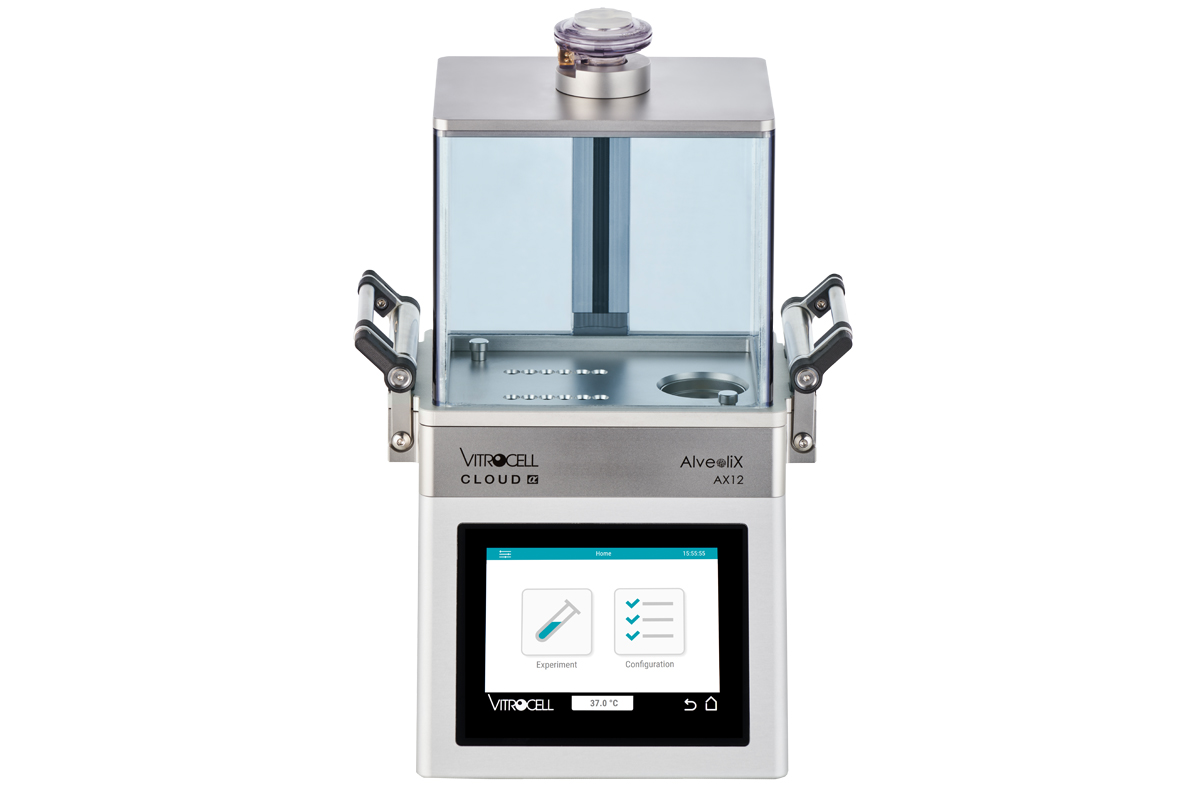 VITROCELL
CLOUD α
AlveoliX
AX12
Home
15:55:55
Experiment
Configuration
VITROCELL
37.0 °C